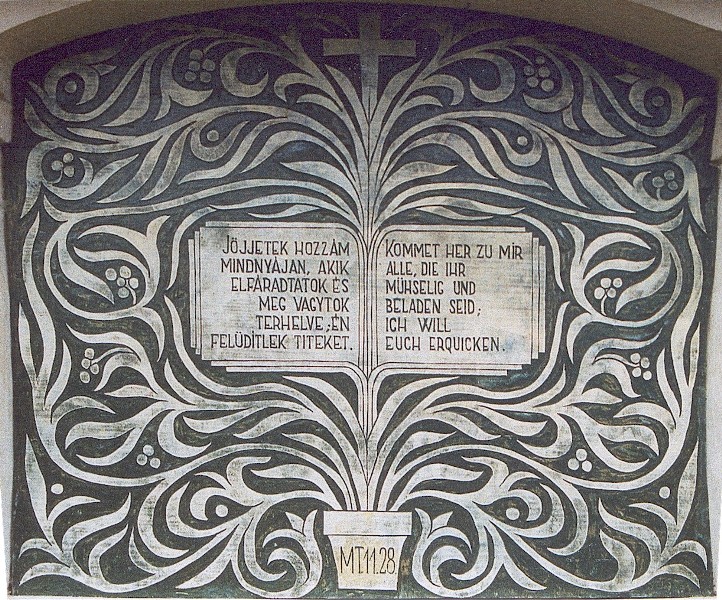 JÖJJETEK HOZZÁM
MINDNYÁJAN, AKIK
ELFÁRADTATOK ÉS
MEG VAGYTOK
TERHELVE; ÉN
FELÜDÍTLEK TITEKET.
KOMMET HER ZU MIR
ALLE, DIE IHR
MÜHSELIG UND
BELADEN SEID;
ICH WILL
EUCH ERQUICKEN.
MT.11.28.